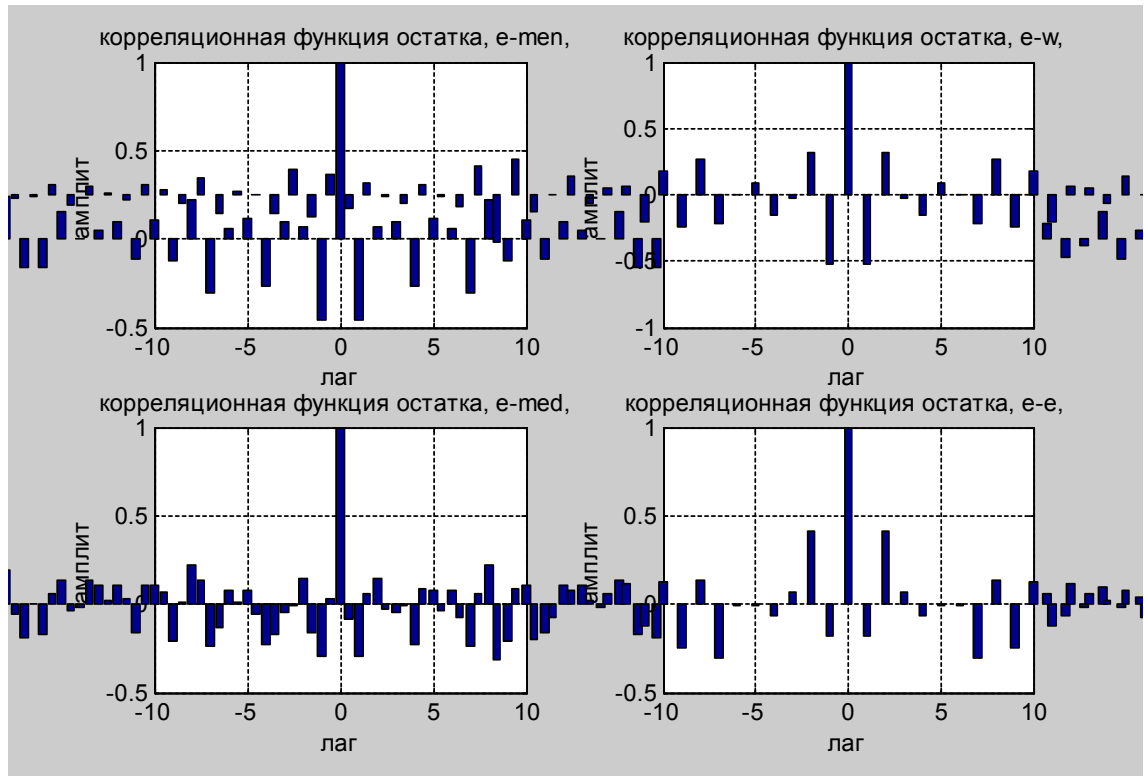 корреляционная функция остатка, e-men,
1
0.5
0
-0.5
амплит
-10 -5 0 5 10
лаг
корреляционная функция остатка, e-w,
1
0.5
0
-0.5
-1
амплит
-10 -5 0 5 10
лаг
корреляционная функция остатка, e-med,
1
0.5
0
-0.5
амплит
-10 -5 0 5 10
лаг
корреляционная функция остатка, e-e,
1
0.5
0
-0.5
амплит
-10 -5 0 5 10
лаг